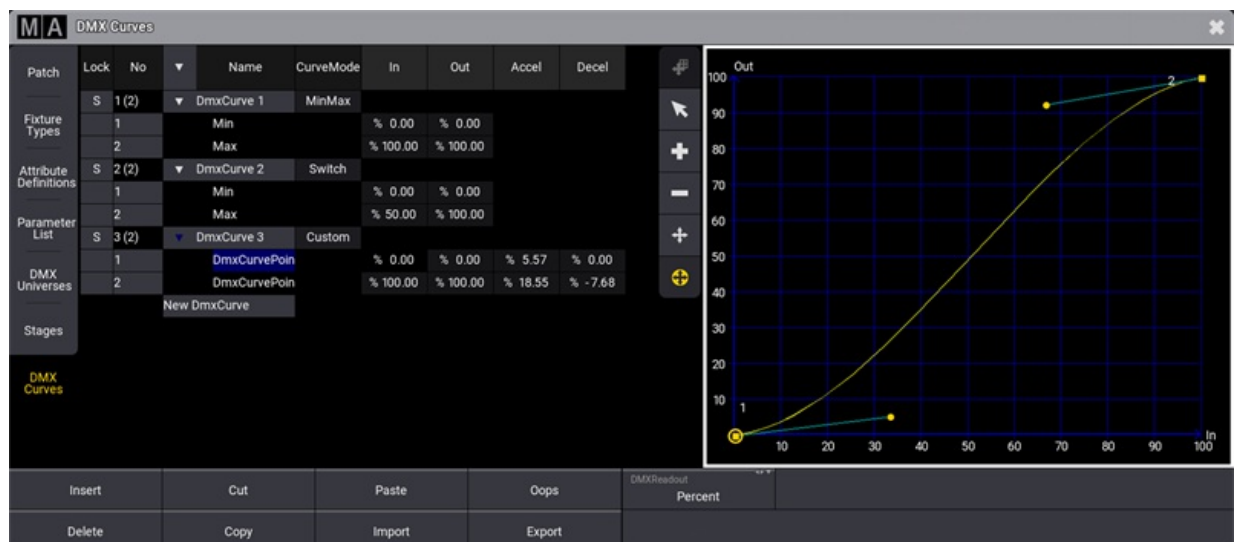 MA DMX Curves
Patch
Fixture
Types
Attribute
Definitions
Parameter
List
DMX
Universes
Stages
DMX
Curves
Lock No Name CurveMode In Out Accel Decel
S 1 (2) DmxCurve 1 MinMax
1 Min % 0.00 % 0.00
2 Max % 100.00 % 100.00
S 2 (2) DmxCurve 2 Switch
1 Min % 0.00 % 0.00
2 Max % 50.00 % 100.00
S 3 (2) DmxCurve 3 Custom
1 DmxCurvePoin % 0.00 % 0.00 % 5.57 % 0.00
2 DmxCurvePoin % 100.00 % 100.00 % 18.55 % -7.68
New DmxCurve
Out
100
2
90
80
70
60
50
40
30
20
10
1
In
10 20 30 40 50 60 70 80 90 100
Insert Cut Paste Oops
DMXReadout
Percent
Delete Copy Import Export